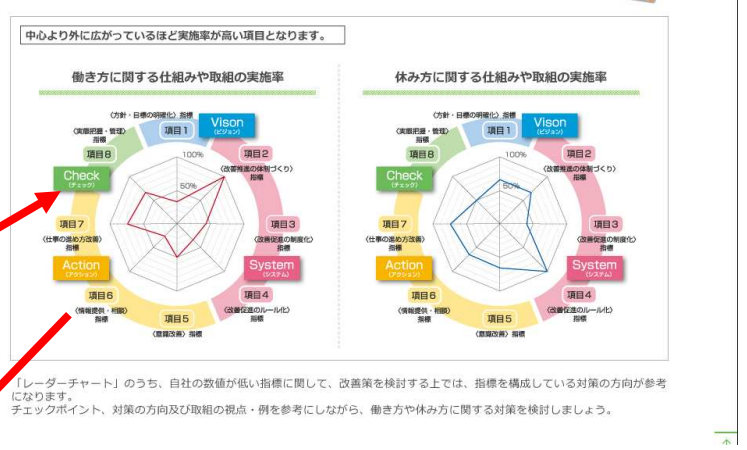 中心より外に広がっているほど実施率が高い項目となります。
働き方に関する仕組みや取組の実施率
〈方針・目標の明確化〉指標
項目1
Vison
(ビジョン)
〈実態把握・管理〉
指標
項目8
Check
(チェック)
項目2
〈改善推進の体制づくり〉
指標
100%
50%
項目7
〈仕事の進め方改善〉
指標
項目3
〈改善促進の制度化〉
指標
Action
(アクション)
System
(システム)
項目6
〈情報提供・相談〉
指標
項目4
〈改善促進のルール化〉
指標
項目5
〈意識改善〉指標
休み方に関する仕組みや取組の実施率
〈方針・目標の明確化〉指標
項目1
Vison
(ビジョン)
〈実態把握・管理〉
指標
項目8
Check
(チェック)
項目2
〈改善推進の体制づくり〉
指標
100%
50%
項目7
〈仕事の進め方改善〉
指標
項目3
〈改善促進の制度化〉
指標
Action
(アクション)
System
(システム)
項目6
〈情報提供・相談〉
指標
項目4
〈改善促進のルール化〉
指標
項目5
〈意識改善〉指標
「レーダーチャート」のうち、自社の数値が低い指標に関して、改善策を検討する上では、指標を構成している対策の方向が参考
になります。
チェックポイント、対策の方向及び取組の視点・例を参考にしながら、働き方や休み方に関する対策を検討しましょう。